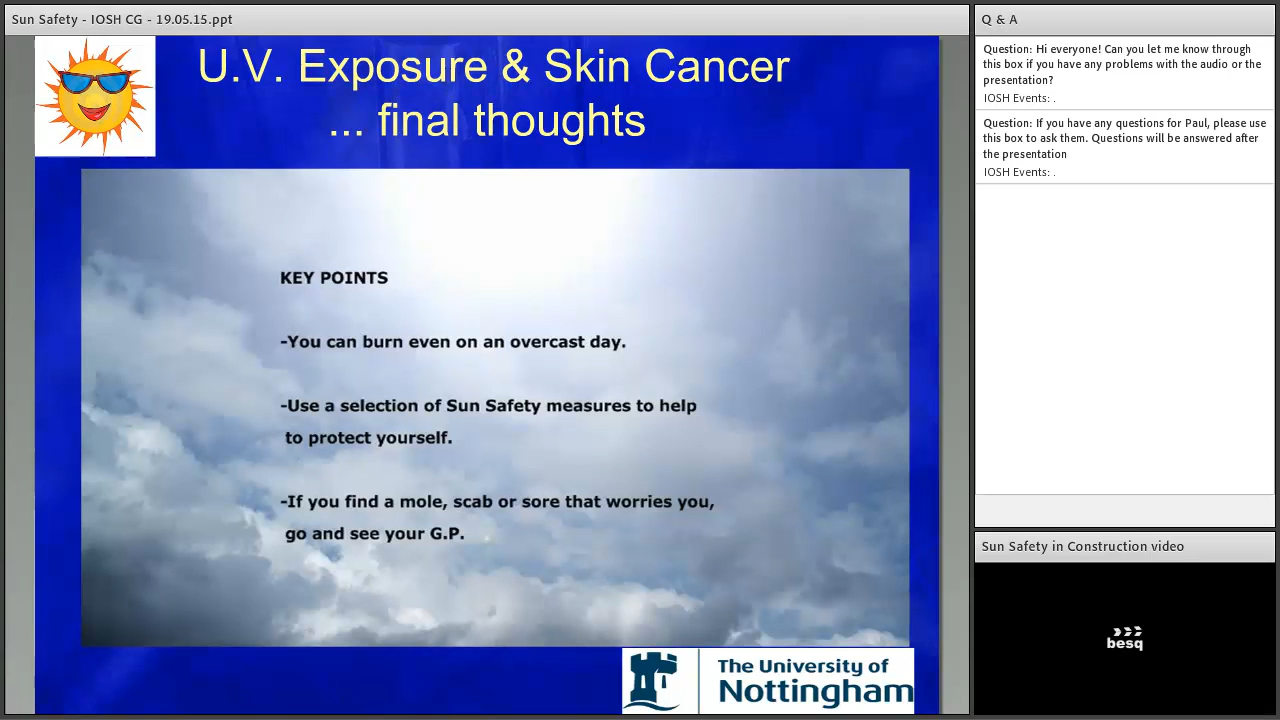 Sun Safety - IOSH CG - 19.05.15.ppt
U.V. Exposure & Skin Cancer
... final thoughts
KEY POINTS
-You can burn even on an overcast day.
-Use a selection of Sun Safety measures to help
to protect yourself.
-If you find a mole, scab or sore that worries you,
go and see your G.P.
The University of
Nottingham
Q & A
Question: Hi everyone! Can you let me know through
this box if you have any problems with the audio or the
presentation?
IOSH Events: .
Question: If you have any questions for Paul, please use
this box to ask them. Questions will be answered after
the presentation
IOSH Events: .
Sun Safety in Construction video
besq